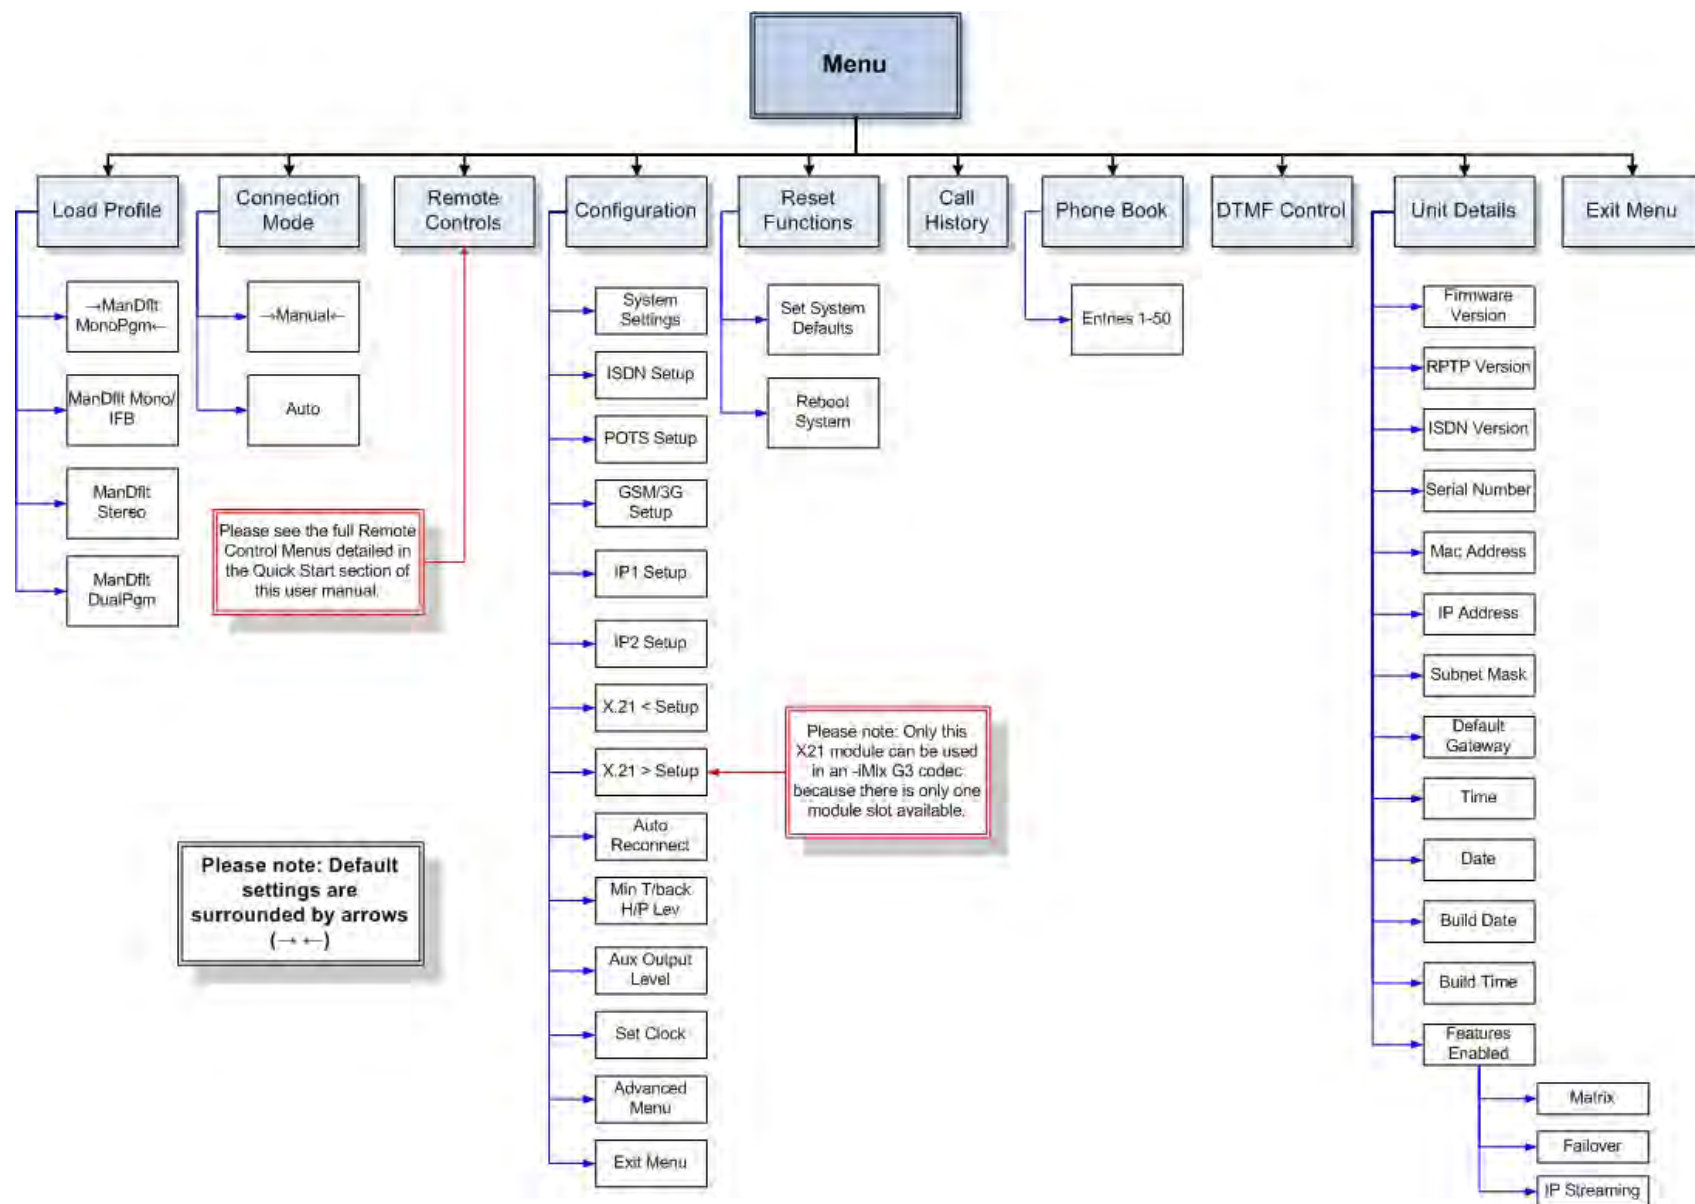 Menu
Load Profile
Connection
Mode
Remote
Controls
Configuration
Reset
Functions
Call
History
Phone Book
DTMF Control
Unit Details
Exit Menu
→ManDflt
MonoPgm←
ManDflt Mono/
IFB
ManDflt
Stereo
ManDflt
DualPgm
→Manual←
Auto
Please see the full Remote
Control Menus detailed in
the Quick Start section of
this user manual.
System
Settings
ISDN Setup
POTS Setup
GSM/3G
Setup
IP1 Setup
IP2 Setup
X.21 < Setup
X.21 > Setup
Auto
Reconnect
Min T/back
H/P Lev
Aux Output
Level
Set Clock
Advanced
Menu
Exit Menu
Please note: Only this
X21 module can be used
in an -iMix G3 codec
because there is only one
module slot available.
Set System
Defaults
Reboot
System
Entries 1-50
Firmware
Version
RPTP Version
ISDN Version
Serial Number
Mac Address
IP Address
Subnet Mask
Default
Gateway
Time
Date
Build Date
Build Time
Features
Enabled
Matrix
Failover
IP Streaming
Please note: Default
settings are
surrounded by arrows
(→ ←)